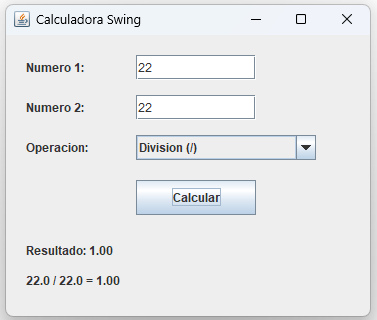 Calculadora Swing
Numero 1: 22
Numero 2: 22
Operacion: Division (/)
Calcular
Resultado: 1.00
22.0 / 22.0 = 1.00